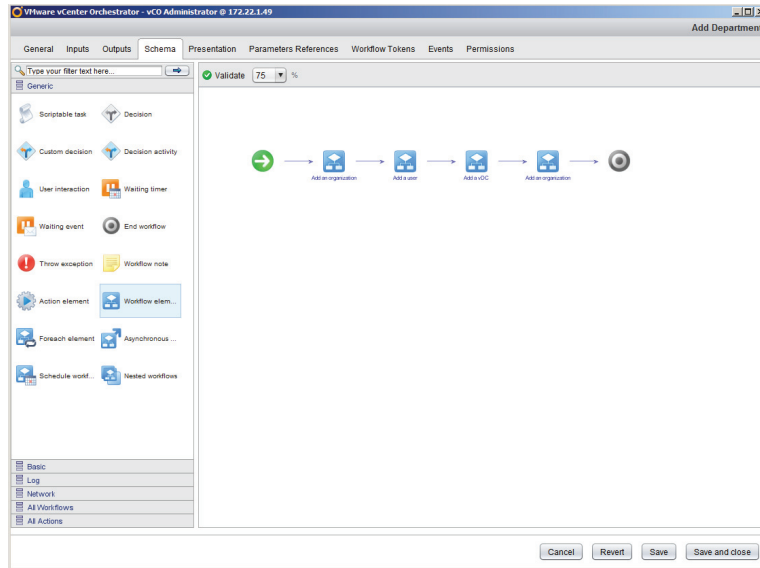 VMware vCenter Orchestrator - vCO Administrator @ 172.22.1.49
Add Department
General Inputs Outputs Schema Presentation Parameters References Workflow Tokens Events Permissions
Type your filter text here...
Validate 75 %
Generic
Scriptable task Decision
Custom decision Decision activity
User interaction Waiting timer
Waiting event End workflow
Throw exception Workflow note
Action element Workflow elem...
Foreach element Asynchronous ...
Schedule workf... Nested workflows
Add an organization Add a user Add a vDC Add an organization
Basic
Log
Network
All Workflows
All Actions
Cancel Revert Save Save and close